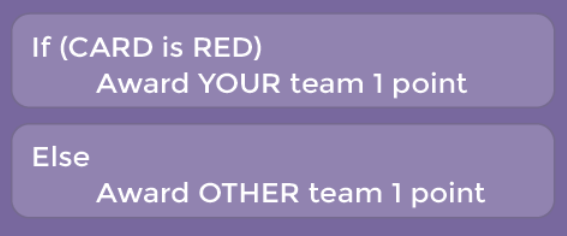 If (CARD is RED)
Award YOUR team 1 point
Else
Award OTHER team 1 point